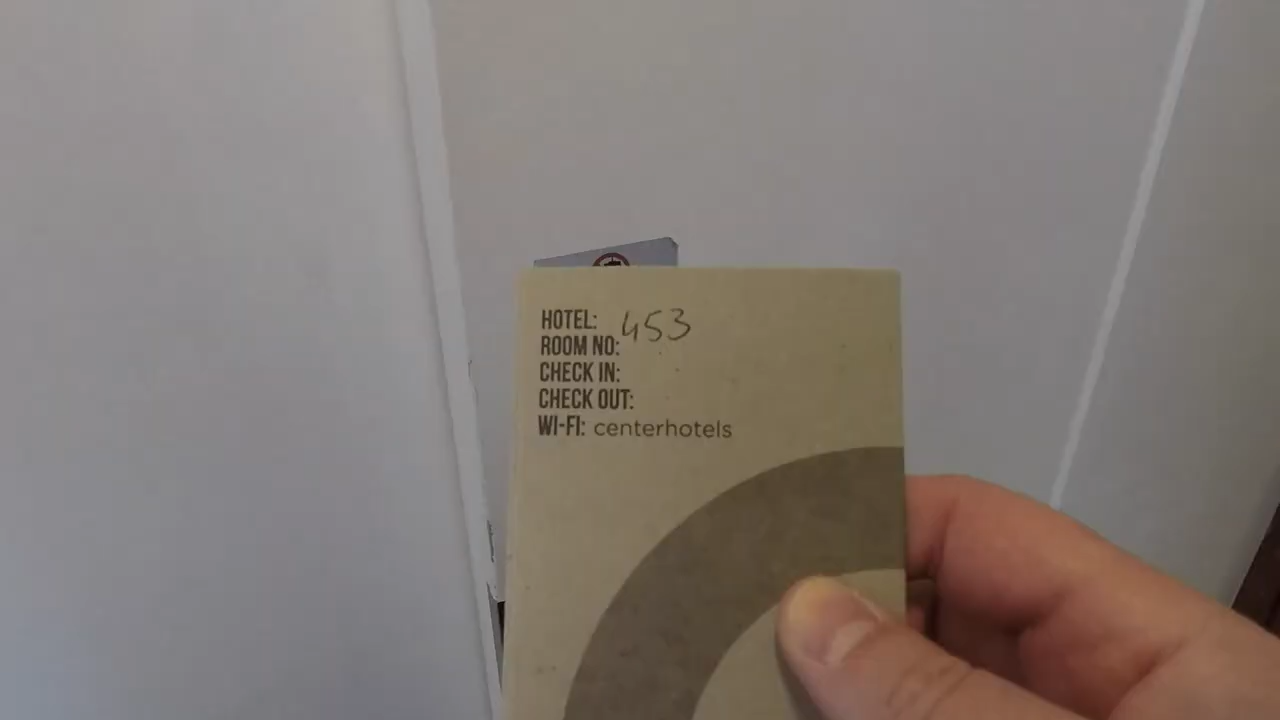 HOTEL: 453
ROOM NO:
CHECK IN:
CHECK OUT:
WI-FI: centerhotels